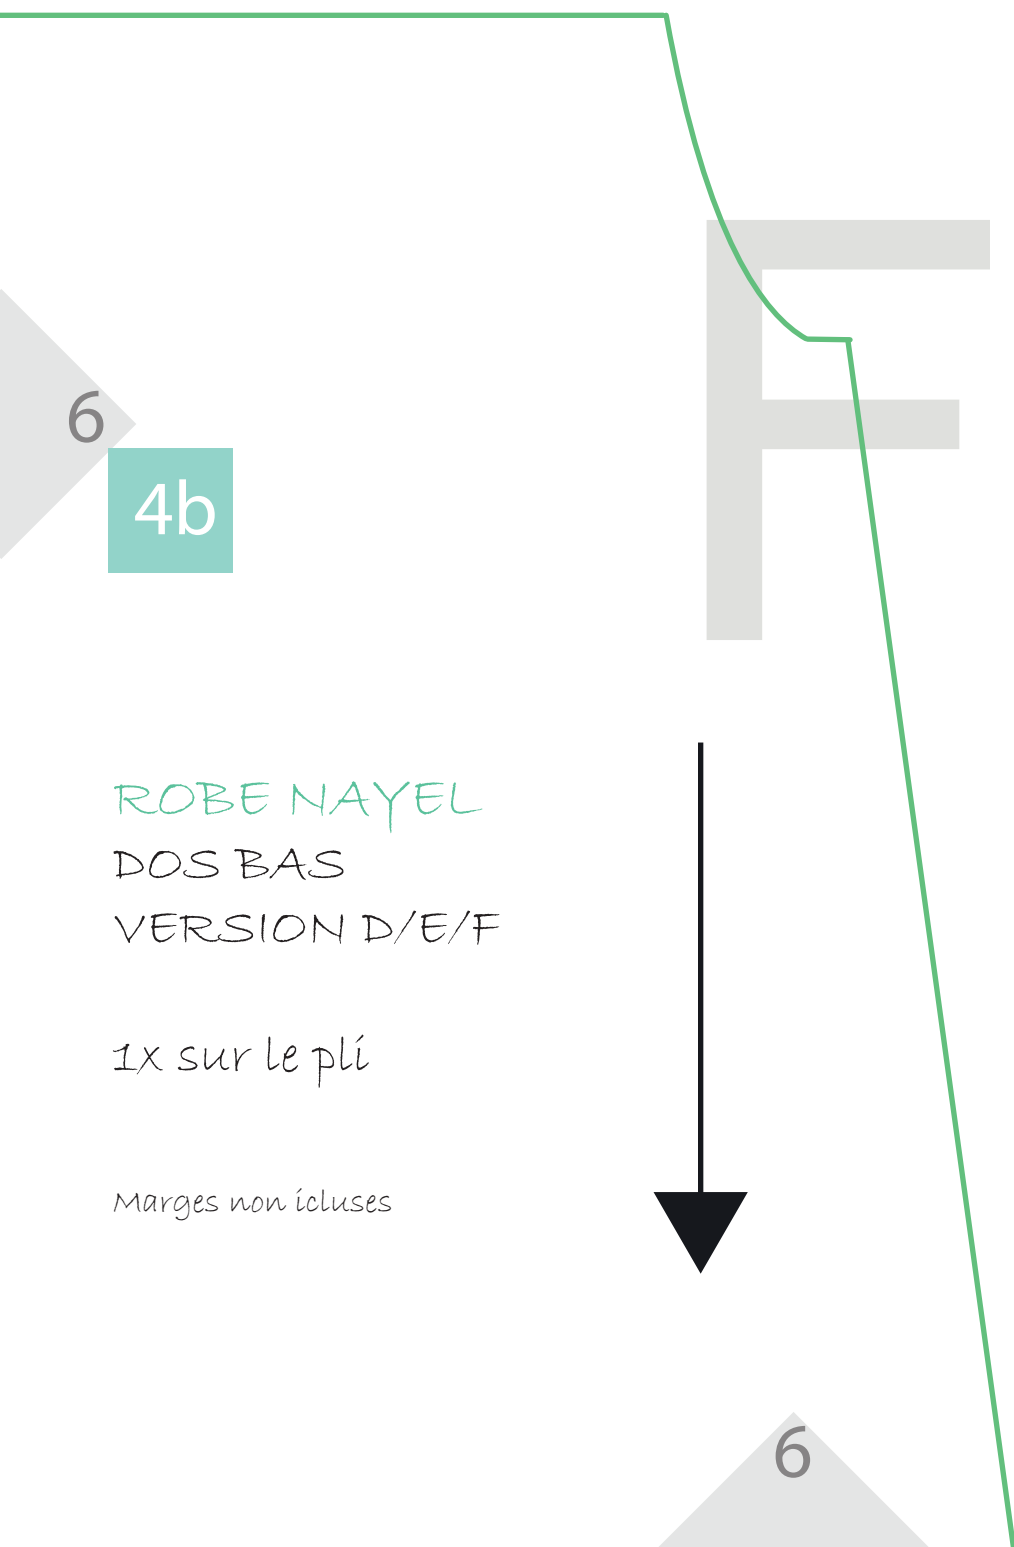 F
6
4b
ROBE NAYEL
DOS BAS
VERSION D/E/F
1x sur le pli
Marges non icluses
6